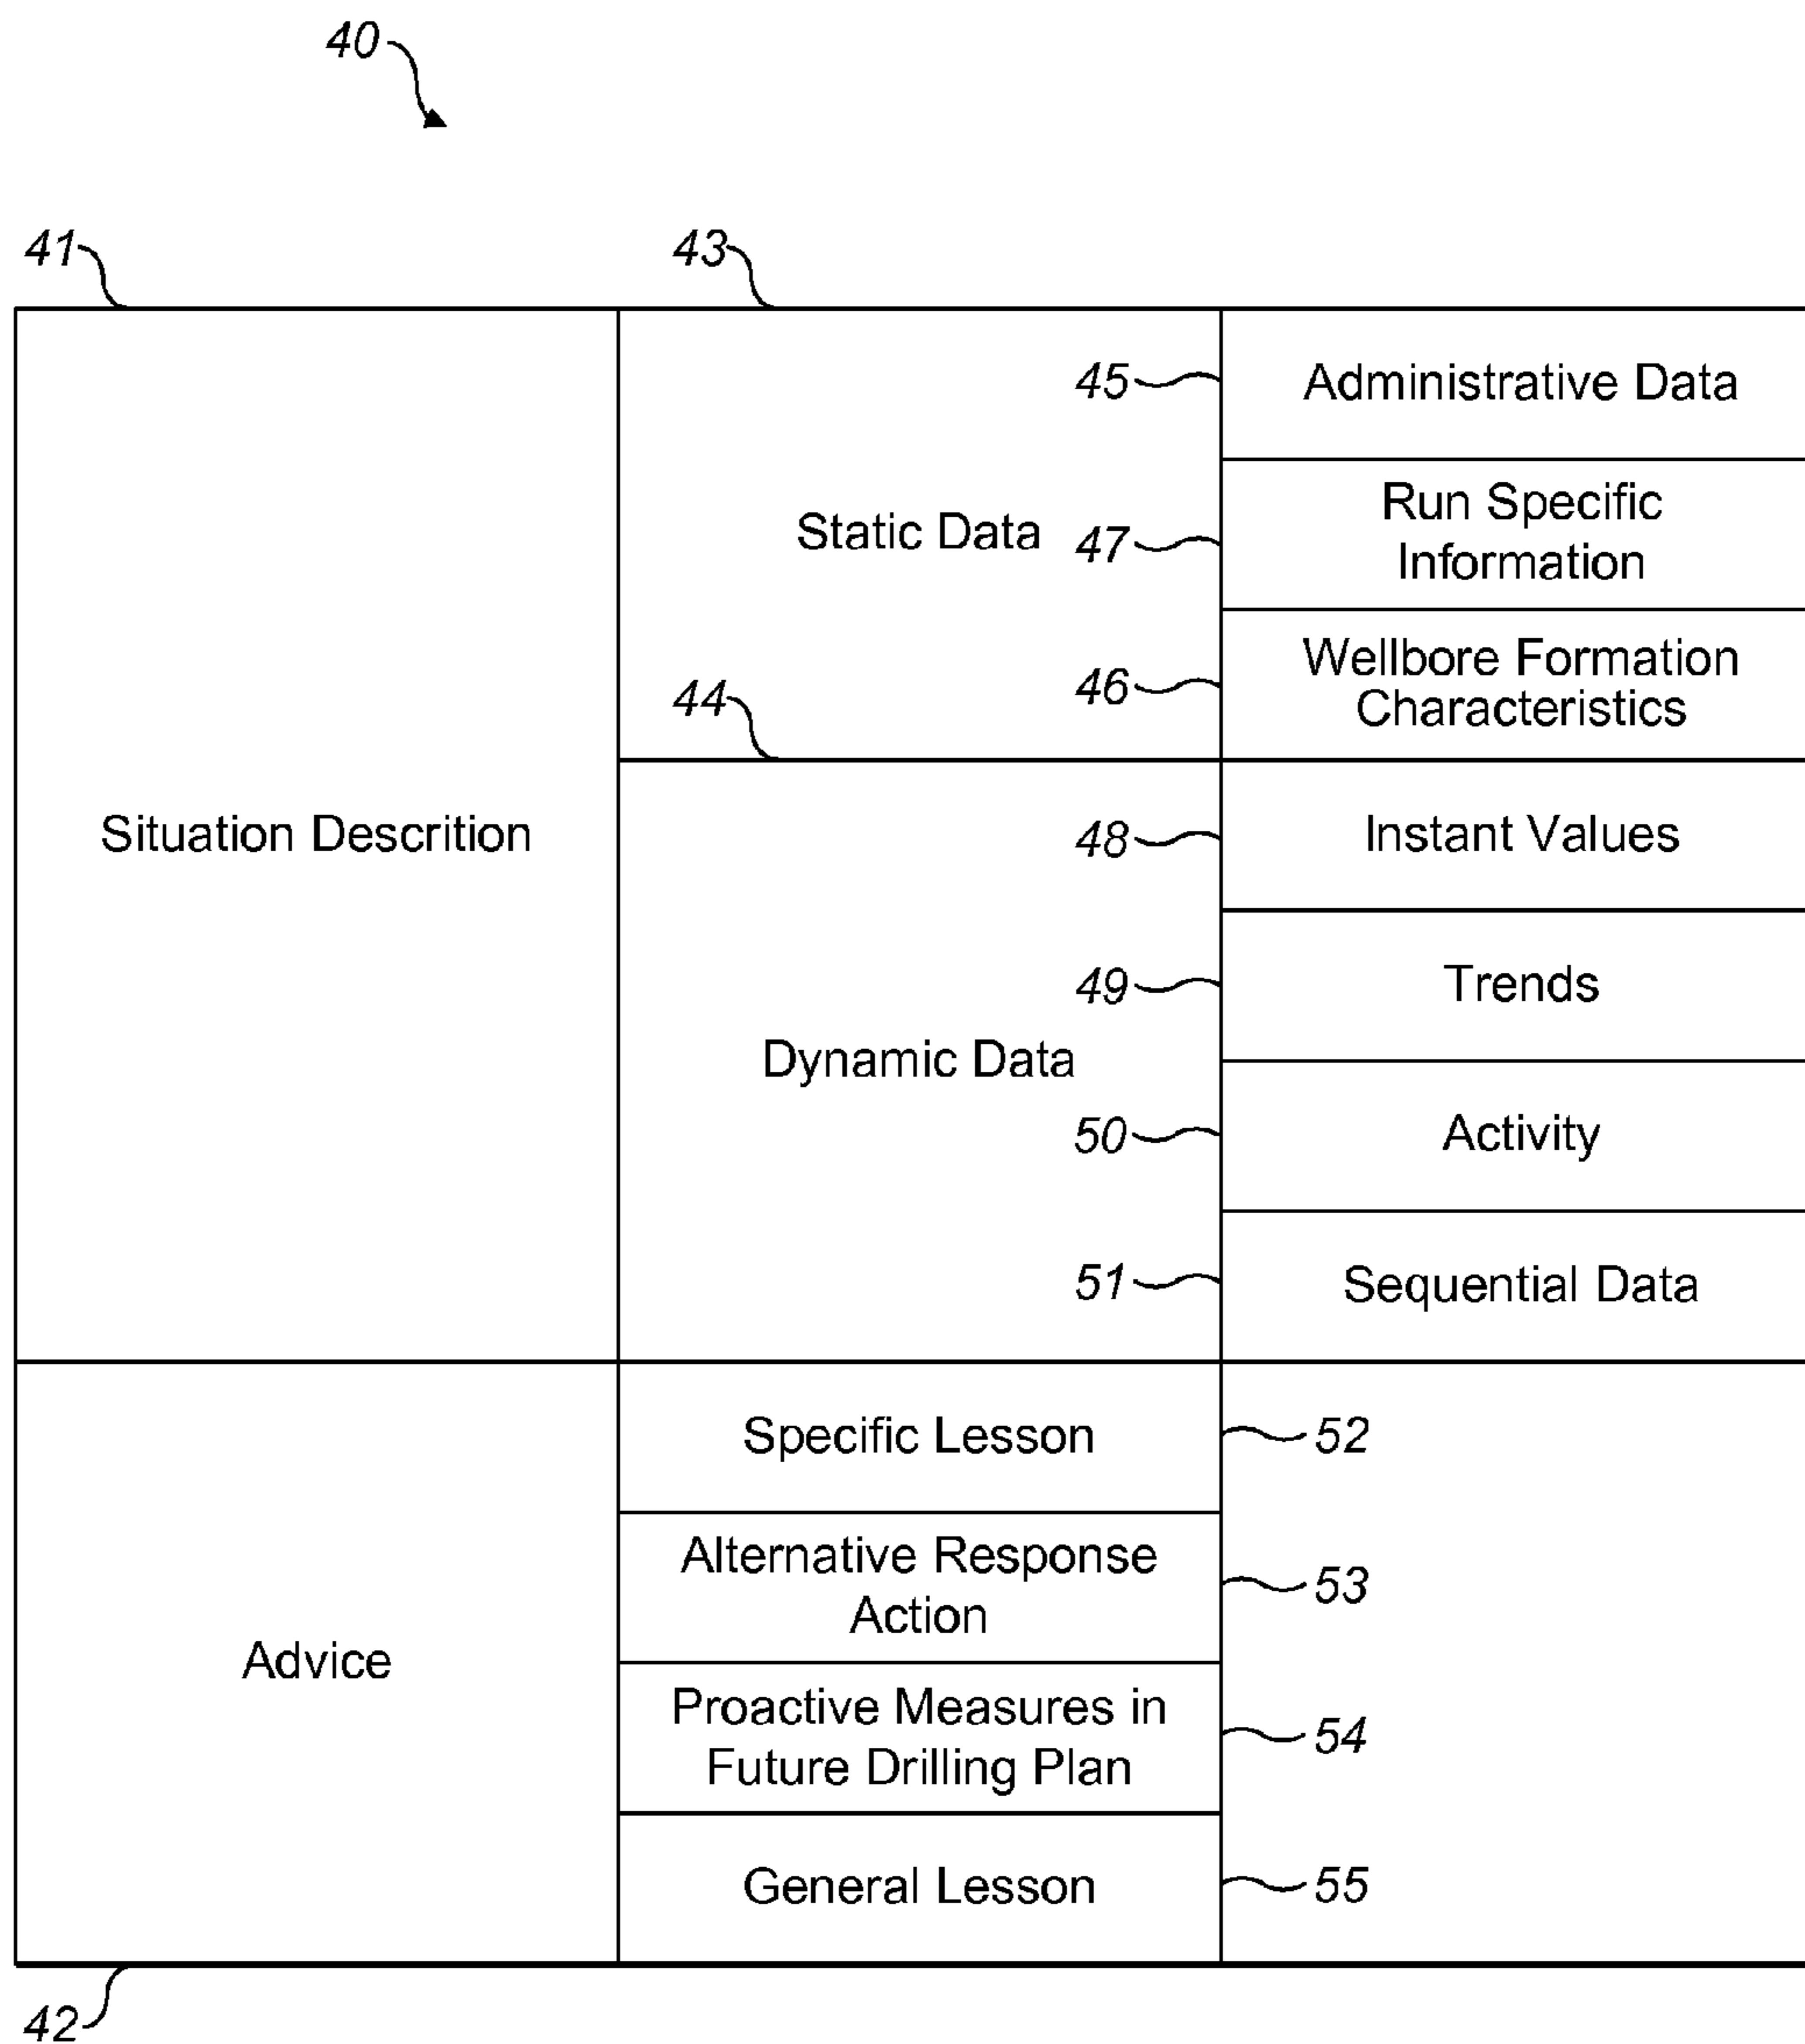 40
41
43
45
Administrative Data
Static Data
47
Run Specific
Information
46
Wellbore Formation
Characteristics
44
Situation Descrition
48
Instant Values
49
Trends
Dynamic Data
50
Activity
51
Sequential Data
Specific Lesson
52
Alternative Response
Action
53
Advice
Proactive Measures in
Future Drilling Plan
54
General Lesson
55
42